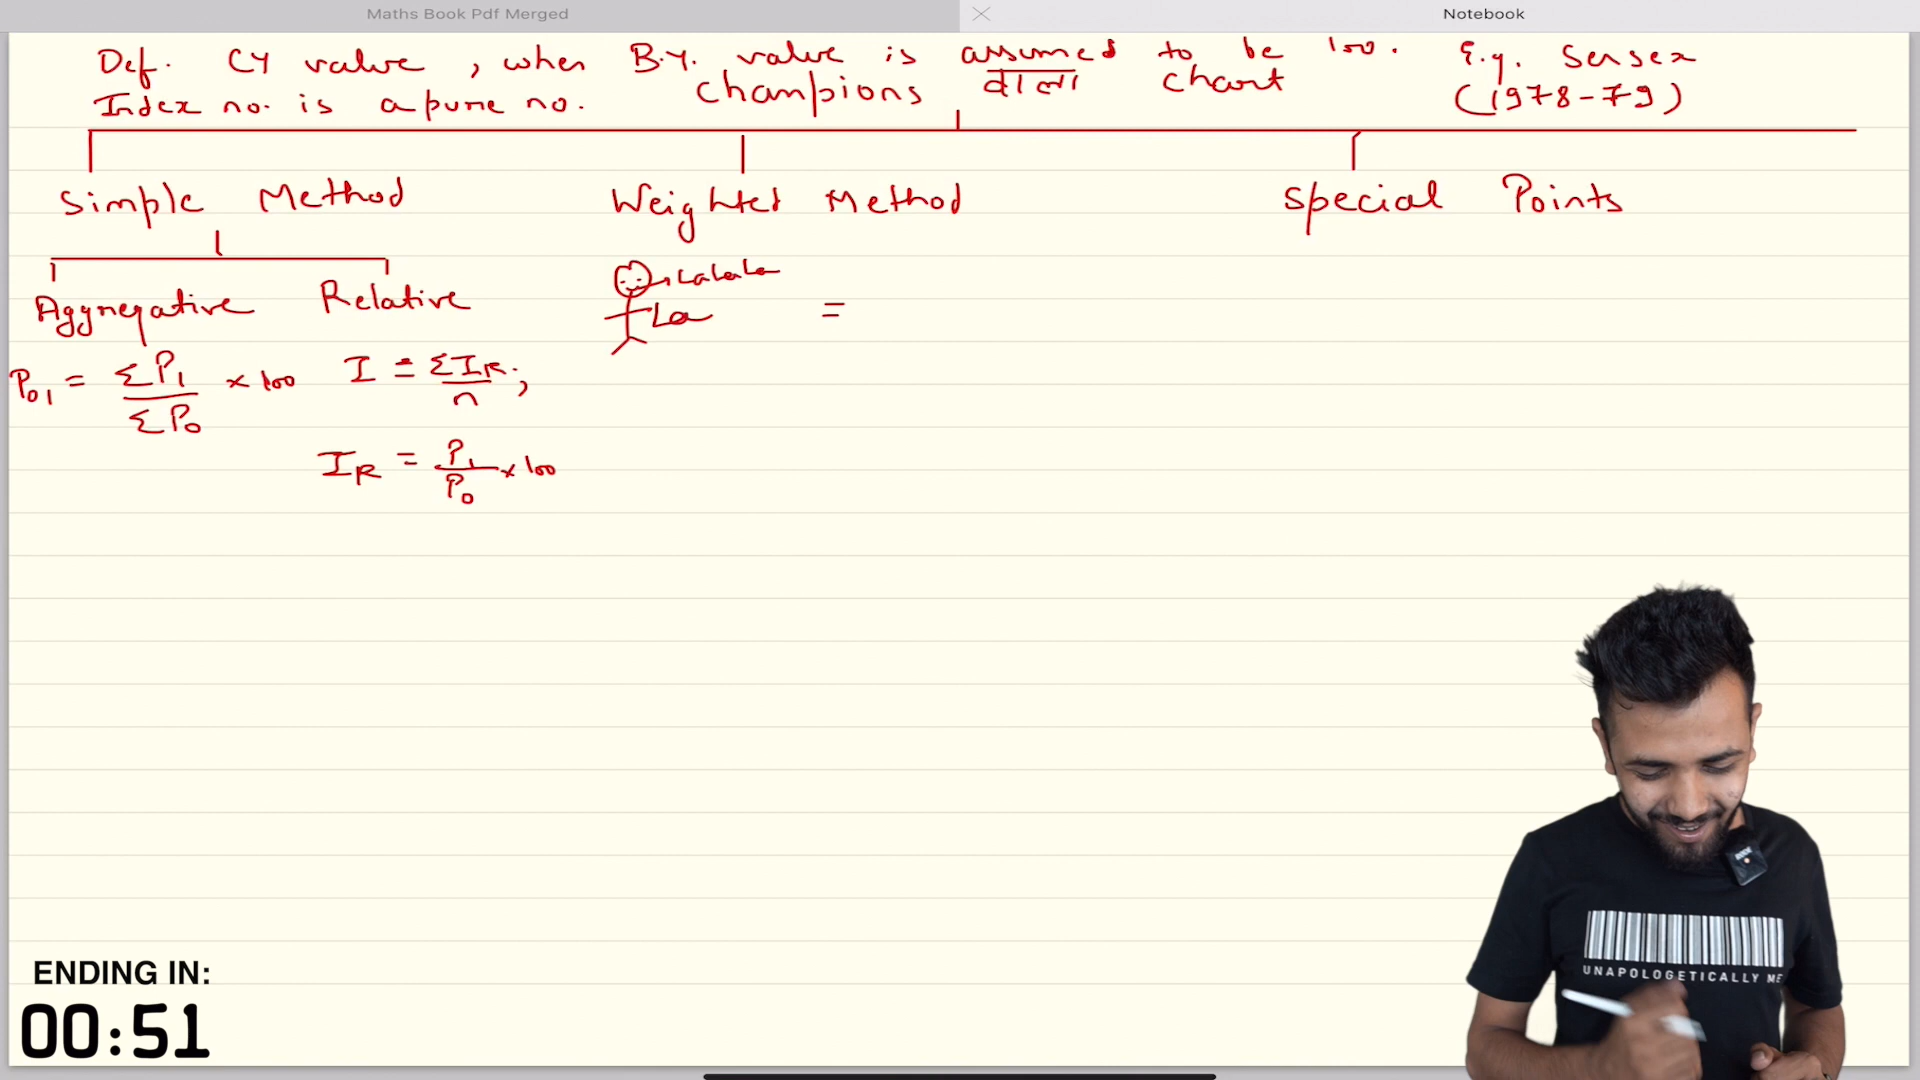 Maths Book Pdf Merged
Notebook
Def. CY value, when B.Y. value is assumed to be 100. E.g. Sensex
Index no. is a pure no. Champions वाला chart (1978-79)
Simple Method
Weighted Method
Special Points
Aggregative
Relative
Lalala
La =
P₀₁ = ΣP₁/ΣP₀ × 100
I = ΣIR/n,
IR = P₁/P₀ × 100
UNAPOLOGETICALLY ME
ENDING IN:
00:51